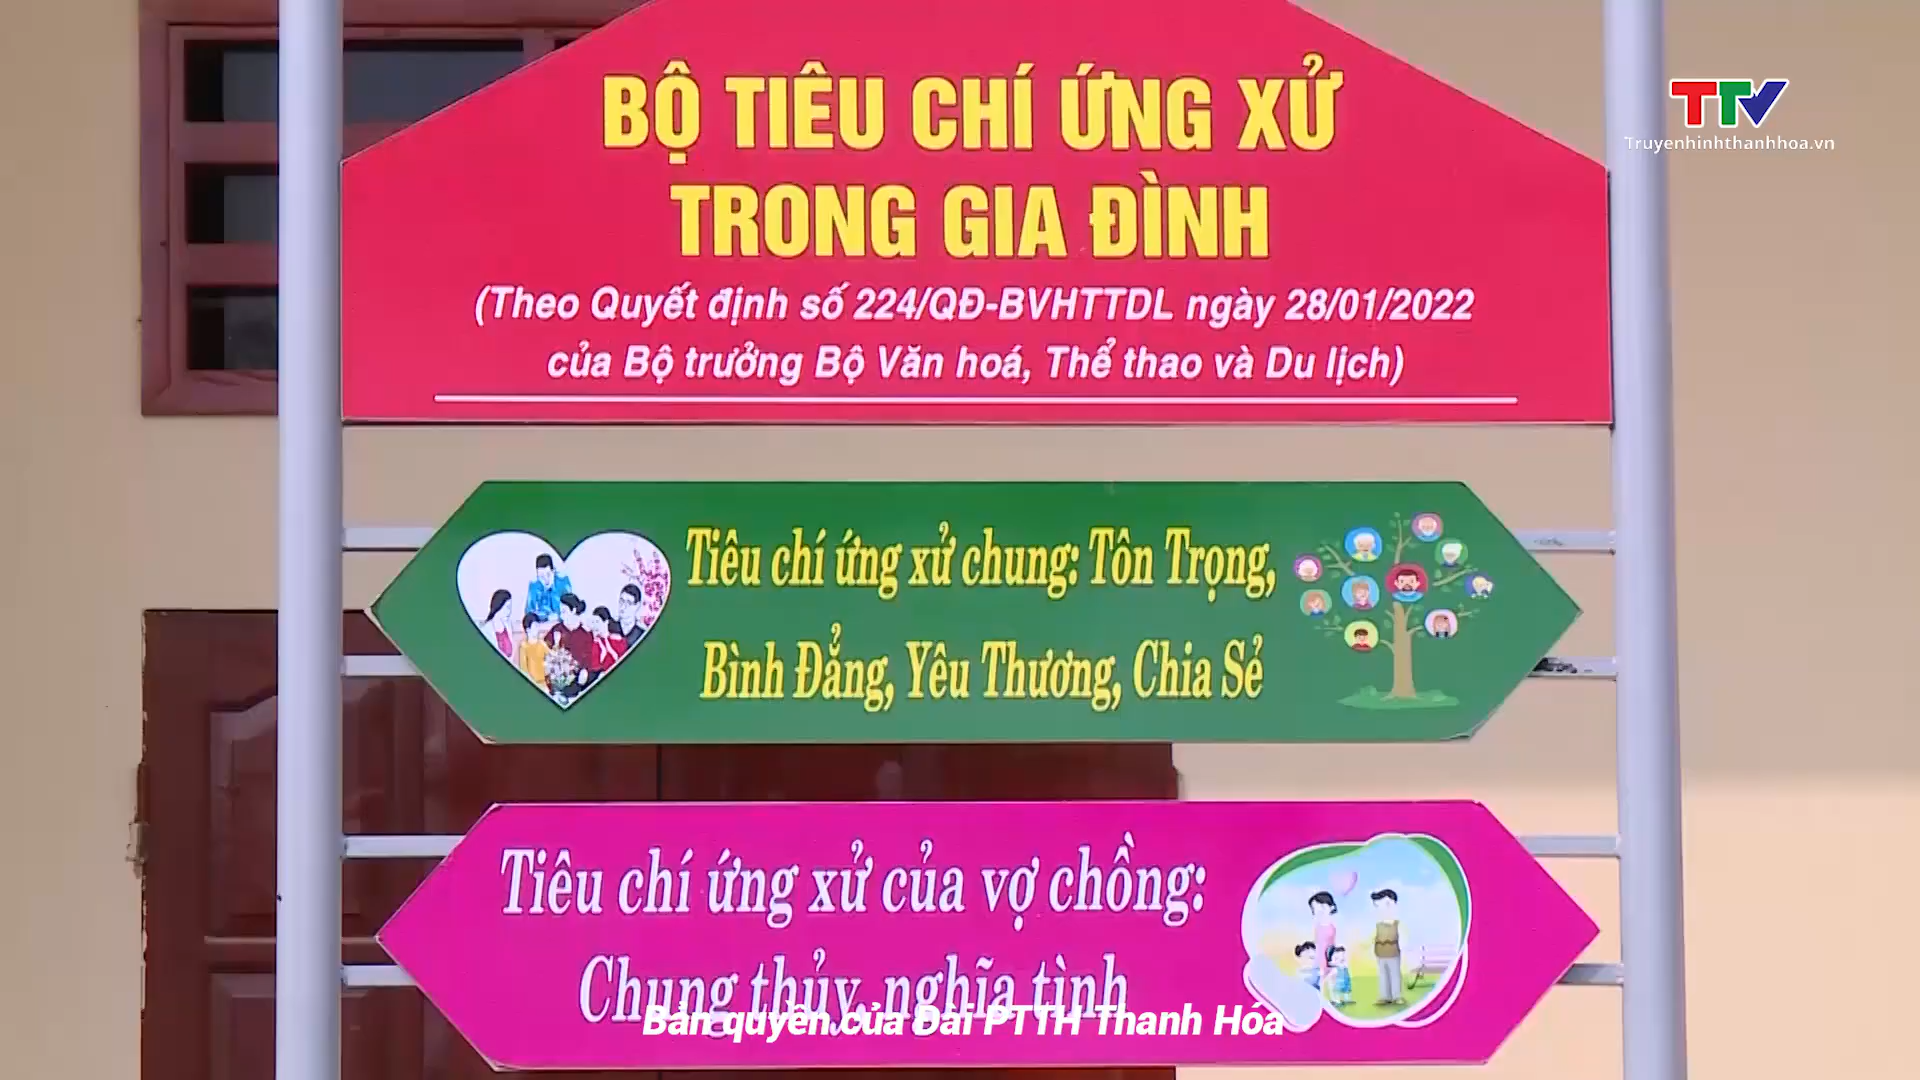 BỘ TIÊU CHÍ ỨNG XỬ
TRONG GIA ĐÌNH
(Theo Quyết định số 224/QĐ-BVHTTDL ngày 28/01/2022
của Bộ trưởng Bộ Văn hoá, Thể thao và Du lịch)
TTV
Truyenhinhthanhhoa.vn
Tiêu chí ứng xử chung: Tôn Trọng,
Bình Đẳng, Yêu Thương, Chia Sẻ
Tiêu chí ứng xử của vợ chồng:
Chung thủy, nghĩa tình
Bản quyền của Đài PTTH Thanh Hóa